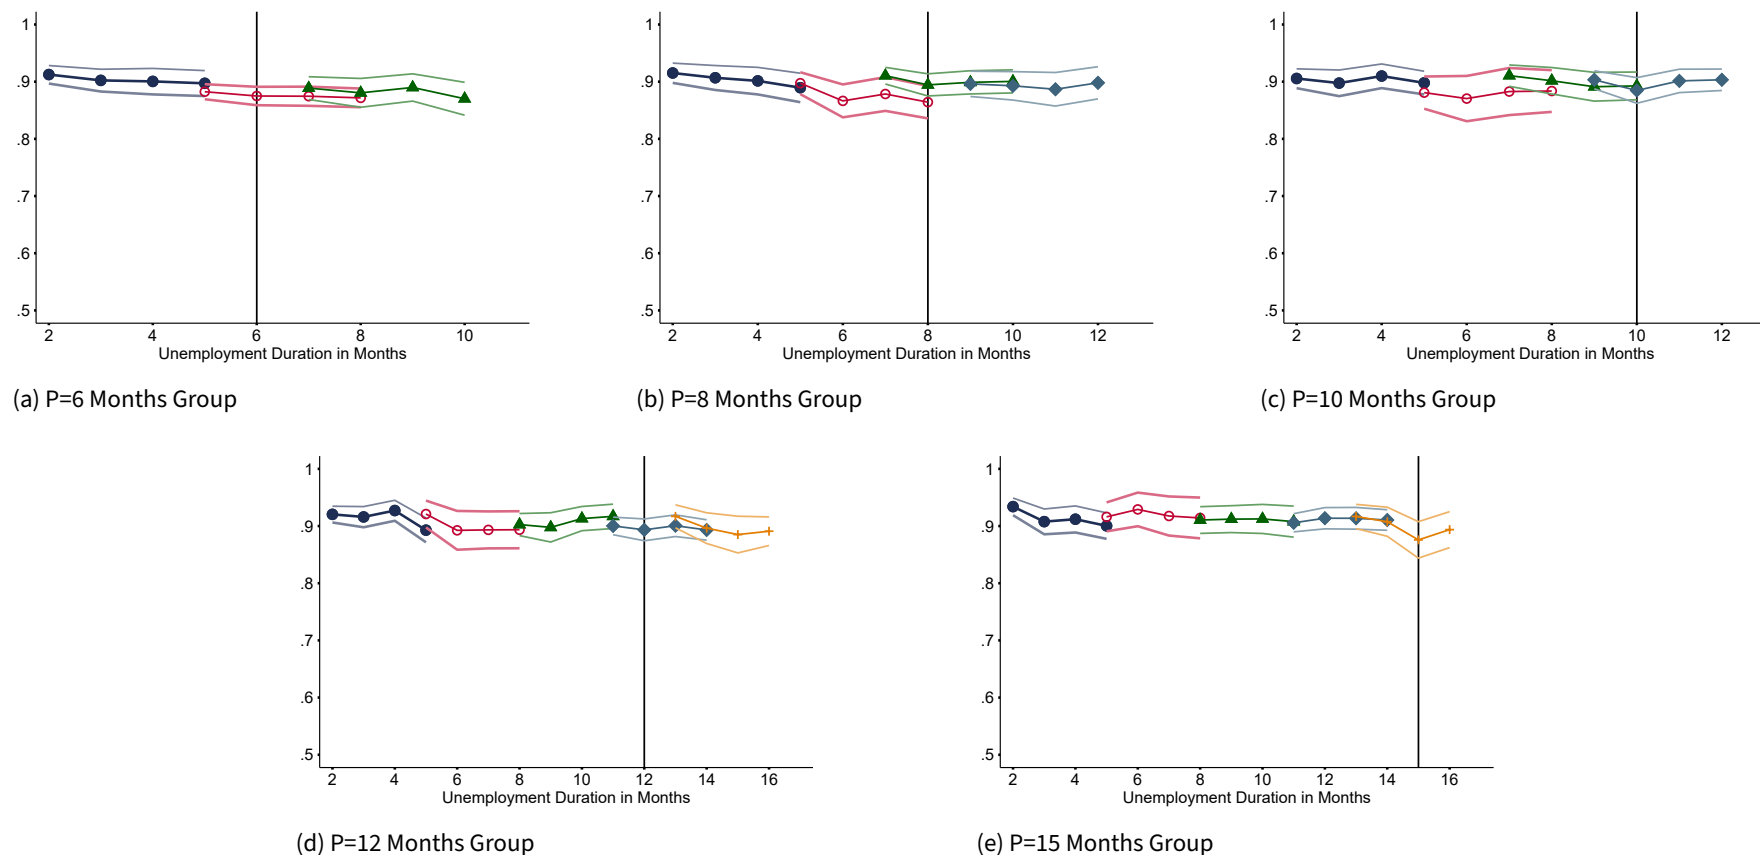 1
.9
.8
.7
.6
.5
2 4 6 8 10
Unemployment Duration in Months
(a) P=6 Months Group
1
.9
.8
.7
.6
.5
2 4 6 8 10 12
Unemployment Duration in Months
(b) P=8 Months Group
1
.9
.8
.7
.6
.5
2 4 6 8 10 12
Unemployment Duration in Months
(c) P=10 Months Group
1
.9
.8
.7
.6
.5
2 4 6 8 10 12 14 16
Unemployment Duration in Months
(d) P=12 Months Group
1
.9
.8
.7
.6
.5
2 4 6 8 10 12 14 16
Unemployment Duration in Months
(e) P=15 Months Group